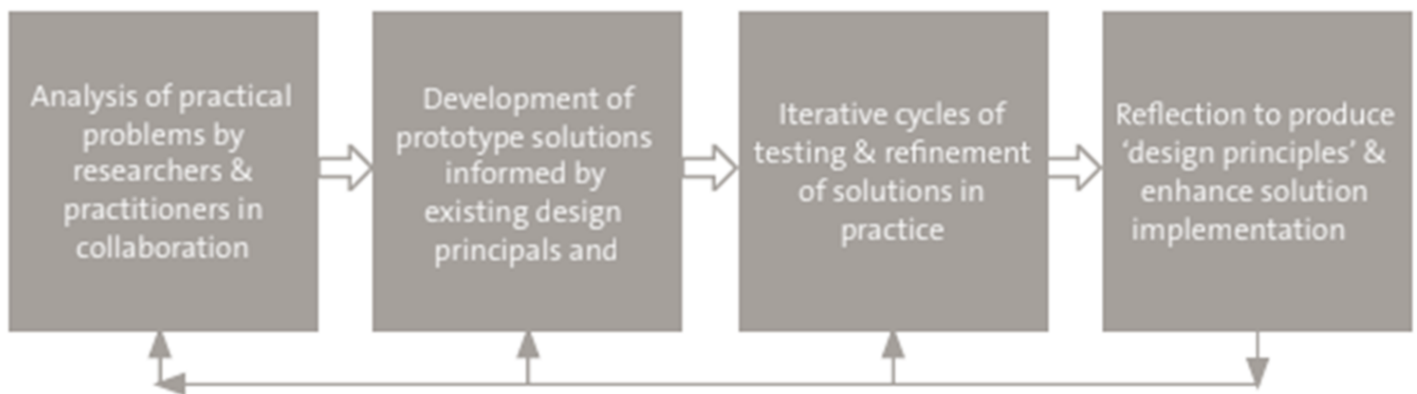 Analysis of practical
problems by
researchers &
practitioners in
collaboration
Development of
prototype solutions
informed by
existing design
principals and
Iterative cycles of
testing & refinement
of solutions in
practice
Reflection to produce
‘design principles’ &
enhance solution
implementation